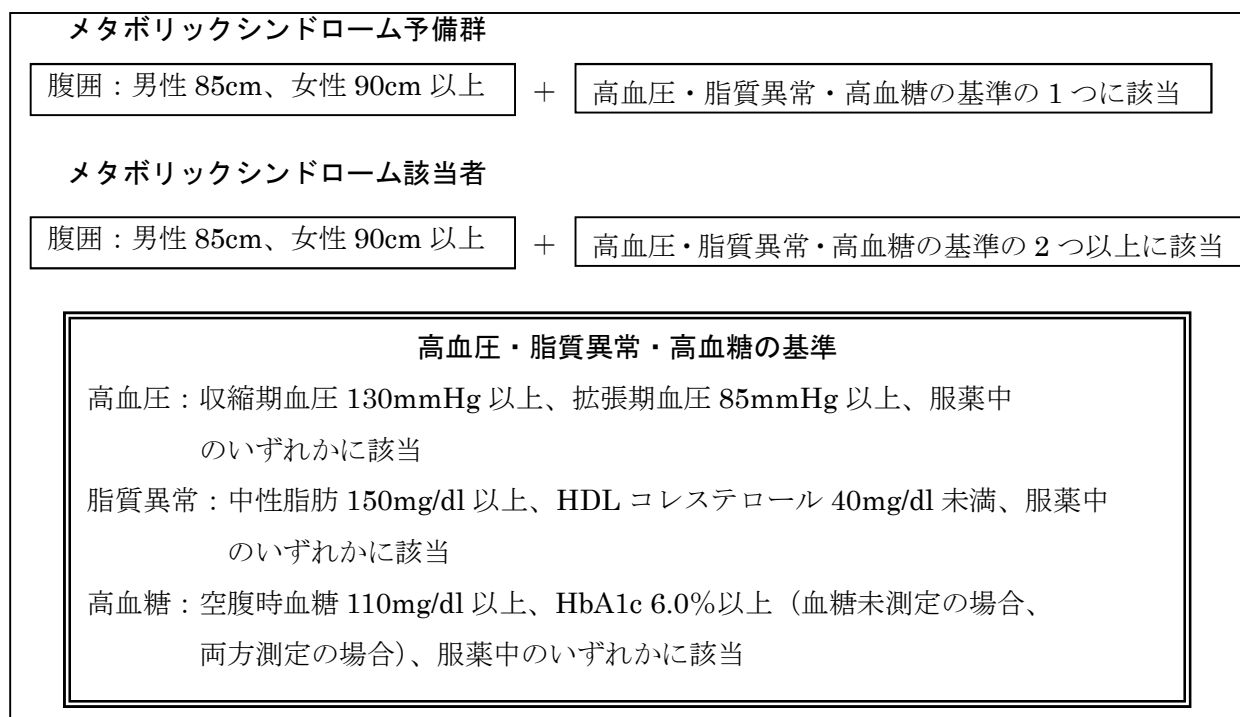 メタボリックシンドローム予備群
腹囲：男性 85cm、女性 90cm 以上 ＋ 高血圧・脂質異常・高血糖の基準の 1 つに該当
メタボリックシンドローム該当者
腹囲：男性 85cm、女性 90cm 以上 ＋ 高血圧・脂質異常・高血糖の基準の 2 つ以上に該当
高血圧・脂質異常・高血糖の基準
高血圧：収縮期血圧 130mmHg 以上、拡張期血圧 85mmHg 以上、服薬中
のいずれかに該当
脂質異常：中性脂肪 150mg/dl 以上、HDL コレステロール 40mg/dl 未満、服薬中
のいずれかに該当
高血糖：空腹時血糖 110mg/dl 以上、HbA1c 6.0％以上（血糖未測定の場合、
両方測定の場合）、服薬中のいずれかに該当